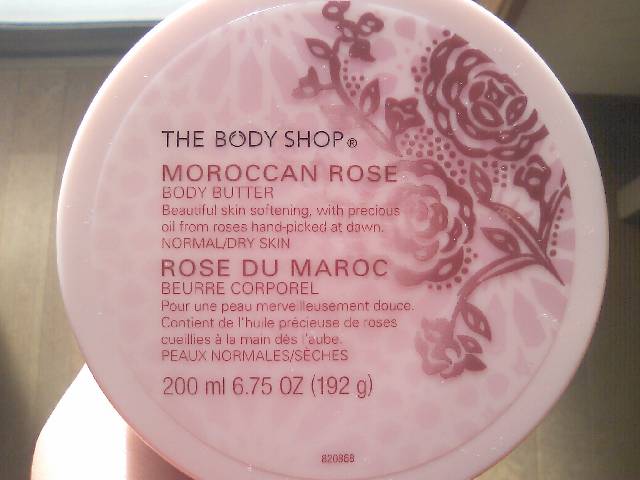 THE BODY SHOP®
MOROCCAN ROSE
BODY BUTTER
Beautiful skin softening, with precious
oil from roses hand-picked at dawn.
NORMAL/DRY SKIN
ROSE DU MAROC
BEURRE CORPOREL
Pour une peau merveilleusement douce.
Contient de l'huile précieuse de roses
cueillies à la main dès l'aube.
PEAUX NORMALES/SÈCHES
200 ml 6.75 OZ (192 g)
820868